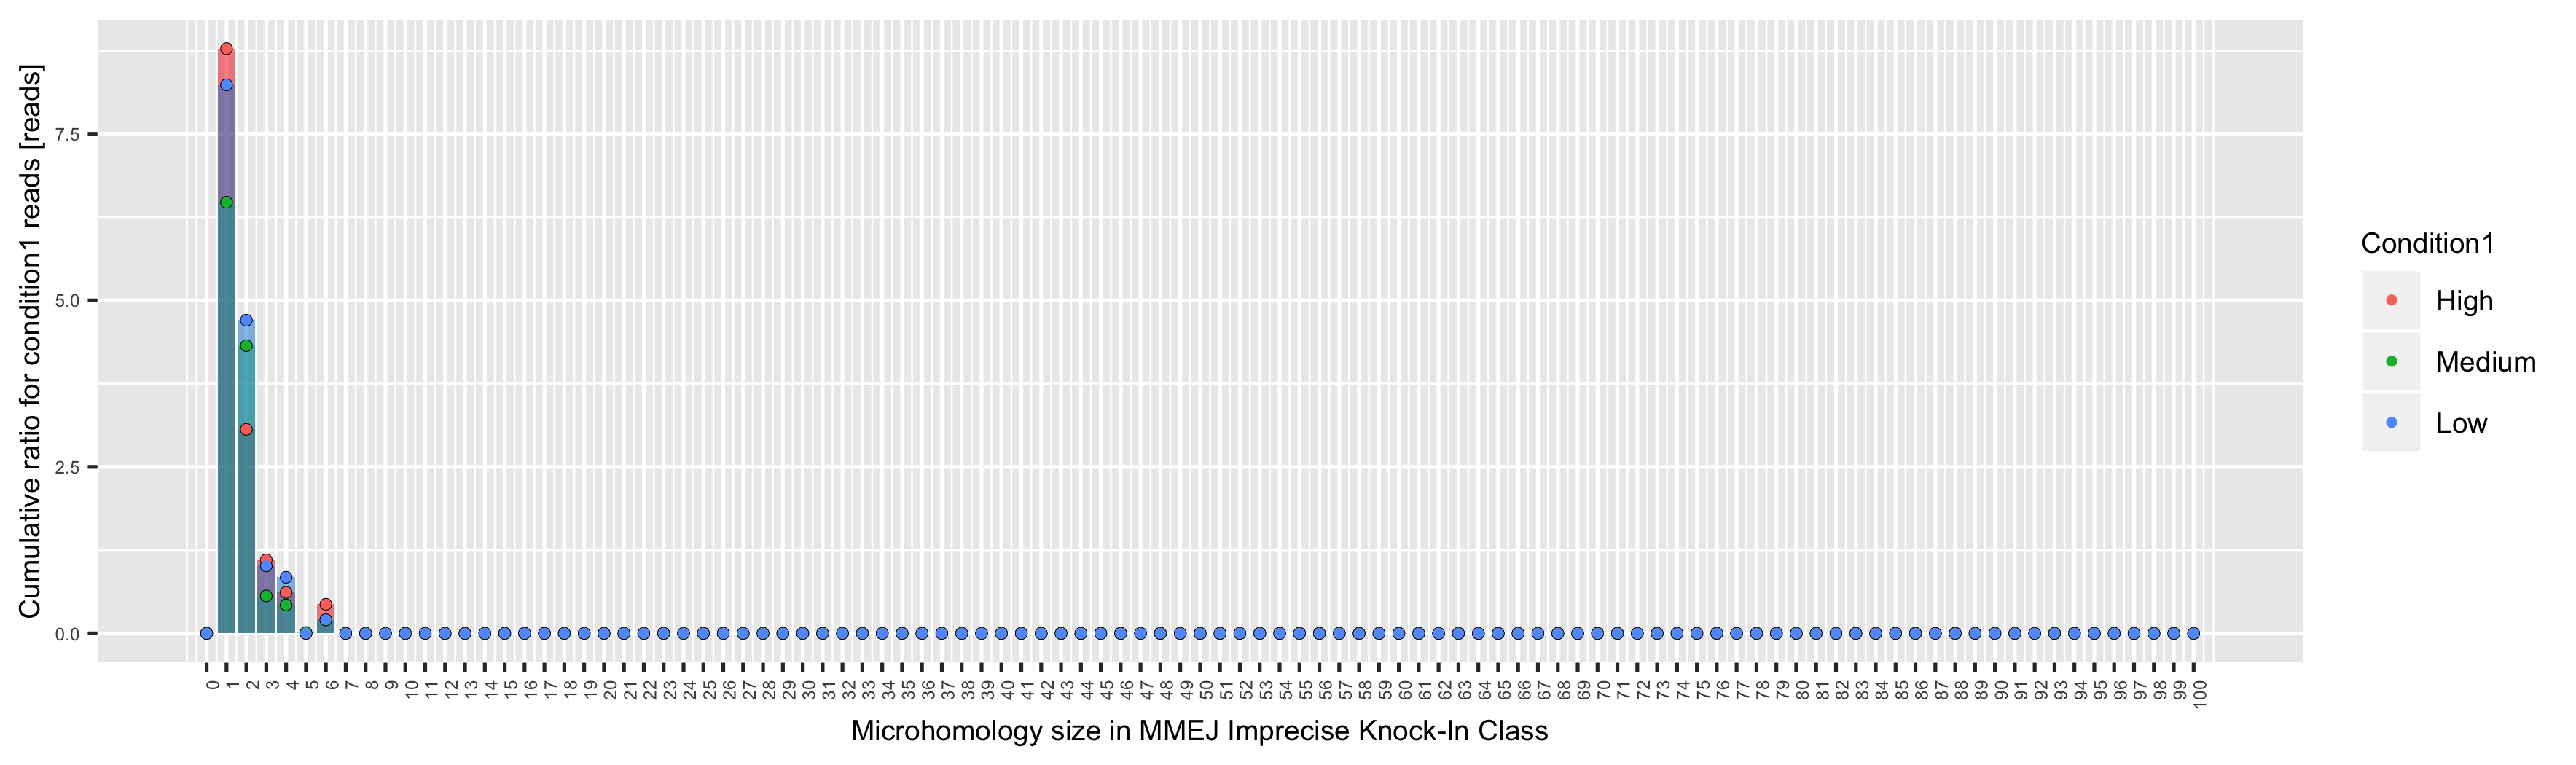 Cumulative ratio for condition1 reads [reads]
7.5
5.0
2.5
0.0
0 1 2 3 4 5 6 7 8 9 10 11 12 13 14 15 16 17 18 19 20 21 22 23 24 25 26 27 28 29 30 31 32 33 34 35 36 37 38 39 40 41 42 43 44 45 46 47 48 49 50 51 52 53 54 55 56 57 58 59 60 61 62 63 64 65 66 67 68 69 70 71 72 73 74 75 76 77 78 79 80 81 82 83 84 85 86 87 88 89 90 91 92 93 94 95 96 97 98 99 100
Microhomology size in MMEJ Imprecise Knock-In Class
Condition1
High
Medium
Low